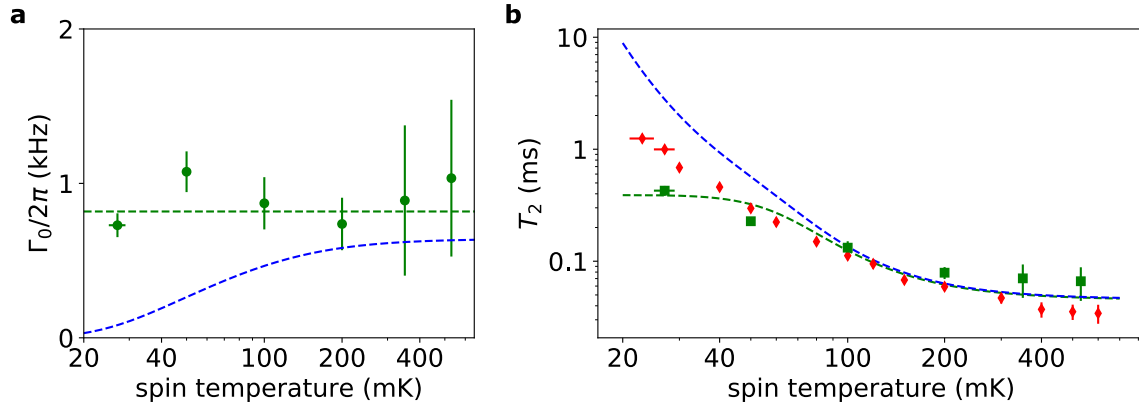 a
2
1
0
Γ₀/2π (kHz)
20 40 100 200 400
spin temperature (mK)
b
10
1
0.1
T₂ (ms)
20 40 100 200 400
spin temperature (mK)